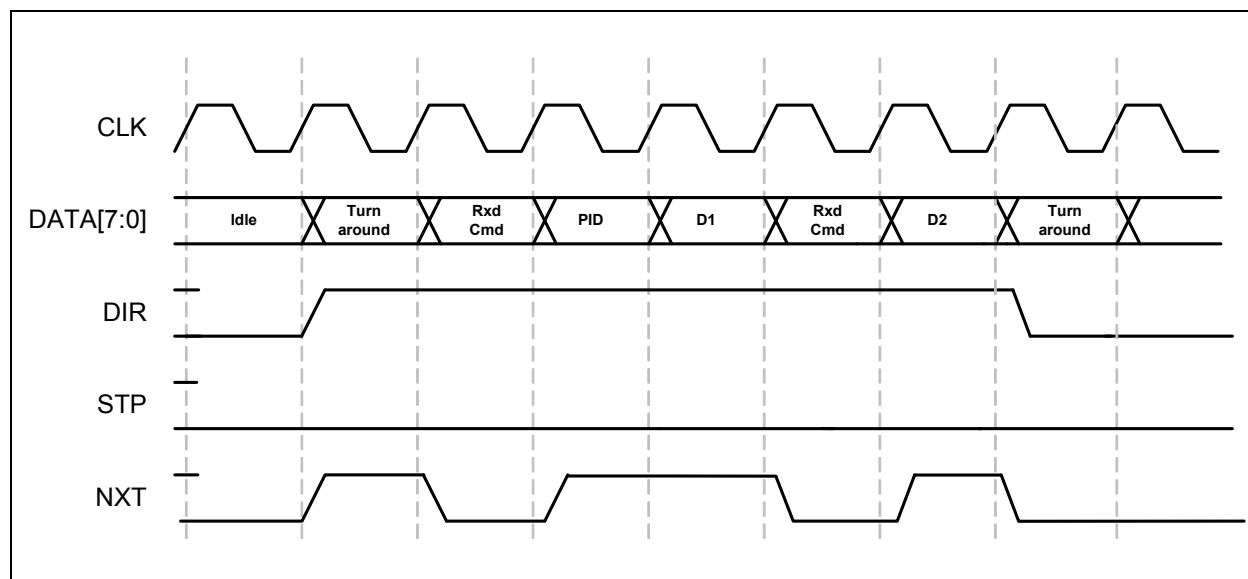 CLK
DATA[7:0]
Idle
Turn
around
Rxd
Cmd
PID
D1
Rxd
Cmd
D2
Turn
around
DIR
STP
NXT